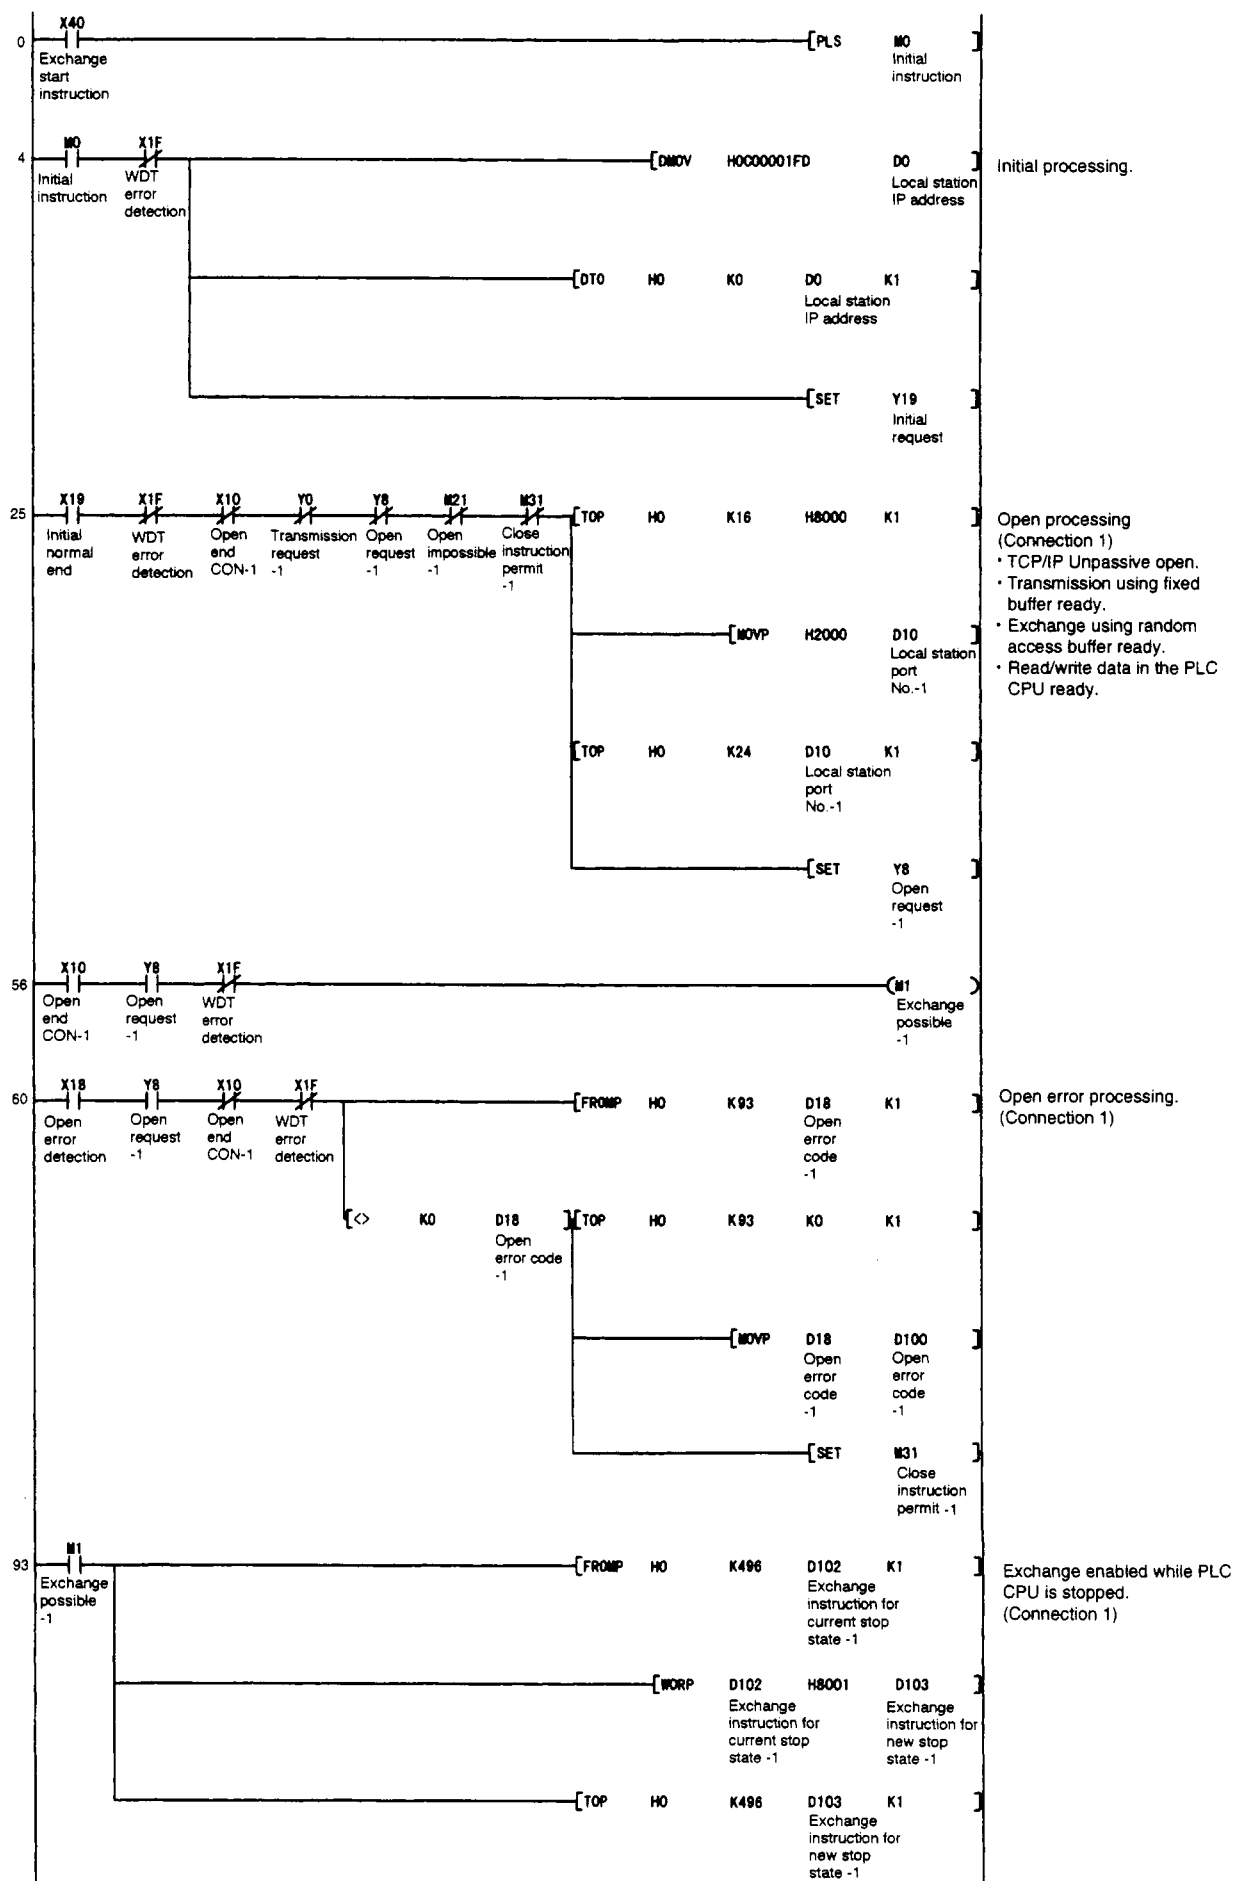 X40
0
[PLS M0 ]
Exchange
start
instruction
Initial
instruction
M0 X1F
4
[DMOV H0C00001FD D0 ]
Initial processing.
Initial
instruction
WDT
error
detection
Local station
IP address
[DTO H0 K0 D0 K1 ]
Local station
IP address
[SET Y19 ]
Initial
request
X19 X1F X10 Y0 Y8 M21 M31
25
[TOP H0 K16 H8000 K1 ]
Initial
normal
end
WDT
error
detection
Open
end
CON-1
Transmission
request
-1
Open
request
-1
Open
impossible
-1
Close
instruction
permit
-1
Open processing
(Connection 1)
• TCP/IP Unpassive open.
• Transmission using fixed
buffer ready.
• Exchange using random
access buffer ready.
• Read/write data in the PLC
CPU ready.
[MOVP H2000 D10 ]
Local station
port
No.-1
[TOP H0 K24 D10 K1 ]
Local station
port
No.-1
[SET Y8 ]
Open
request
-1
X10 Y8 X1F
56
(M1 )
Open
end
CON-1
Open
request
-1
WDT
error
detection
Exchange
possible
-1
X18 Y8 X10 X1F
60
[FROMP H0 K93 D18 K1 ]
Open error processing.
(Connection 1)
Open
error
detection
Open
request
-1
Open
end
CON-1
WDT
error
detection
Open
error
code
-1
[<> K0 D18 ]
[TOP H0 K93 K0 K1 ]
Open
error code
-1
[MOVP D18 D100 ]
Open
error
code
-1
Open
error
code
-1
[SET M31 ]
Close
instruction
permit -1
M1
93
[FROMP H0 K496 D102 K1 ]
Exchange
possible
-1
Exchange
instruction for
current stop
state -1
Exchange enabled while PLC
CPU is stopped.
(Connection 1)
[WORP D102 H8001 D103 ]
Exchange
instruction for
current stop
state -1
Exchange
instruction for
new stop
state -1
[TOP H0 K496 D103 K1 ]
Exchange
instruction for
new stop
state -1